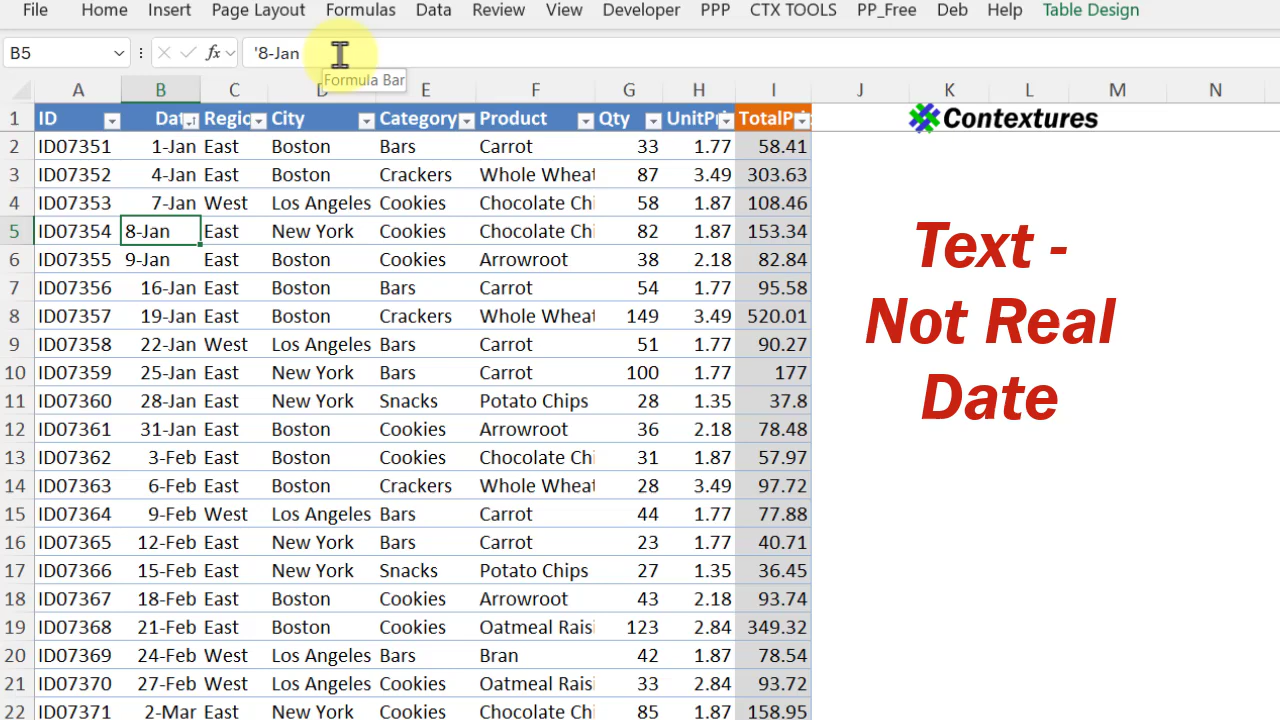 File Home Insert Page Layout Formulas Data Review View Developer PPP CTX TOOLS PP_Free Deb Help Table Design
B5 fx '8-Jan
Formula Bar
A B C D E F G H I J K L M N
1 ID Dat Regic City Category Product Qty UnitPr TotalPri Contextures
2 ID07351 1-Jan East Boston Bars Carrot 33 1.77 58.41
3 ID07352 4-Jan East Boston Crackers Whole Wheat 87 3.49 303.63
4 ID07353 7-Jan West Los Angeles Cookies Chocolate Chi 58 1.87 108.46
5 ID07354 8-Jan East New York Cookies Chocolate Chi 82 1.87 153.34
6 ID07355 9-Jan East Boston Cookies Arrowroot 38 2.18 82.84
7 ID07356 16-Jan East Boston Bars Carrot 54 1.77 95.58
8 ID07357 19-Jan East Boston Crackers Whole Wheat 149 3.49 520.01
9 ID07358 22-Jan West Los Angeles Bars Carrot 51 1.77 90.27
10 ID07359 25-Jan East New York Bars Carrot 100 1.77 177
11 ID07360 28-Jan East New York Snacks Potato Chips 28 1.35 37.8
12 ID07361 31-Jan East Boston Cookies Arrowroot 36 2.18 78.48
13 ID07362 3-Feb East Boston Cookies Chocolate Chi 31 1.87 57.97
14 ID07363 6-Feb East Boston Crackers Whole Wheat 28 3.49 97.72
15 ID07364 9-Feb West Los Angeles Bars Carrot 44 1.77 77.88
16 ID07365 12-Feb East New York Bars Carrot 23 1.77 40.71
17 ID07366 15-Feb East New York Snacks Potato Chips 27 1.35 36.45
18 ID07367 18-Feb East Boston Cookies Arrowroot 43 2.18 93.74
19 ID07368 21-Feb East Boston Cookies Oatmeal Raisi 123 2.84 349.32
20 ID07369 24-Feb West Los Angeles Bars Bran 42 1.87 78.54
21 ID07370 27-Feb West Los Angeles Cookies Oatmeal Raisi 33 2.84 93.72
22 ID07371 2-Mar East New York Cookies Chocolate Chi 85 1.87 158.95
Text -
Not Real
Date